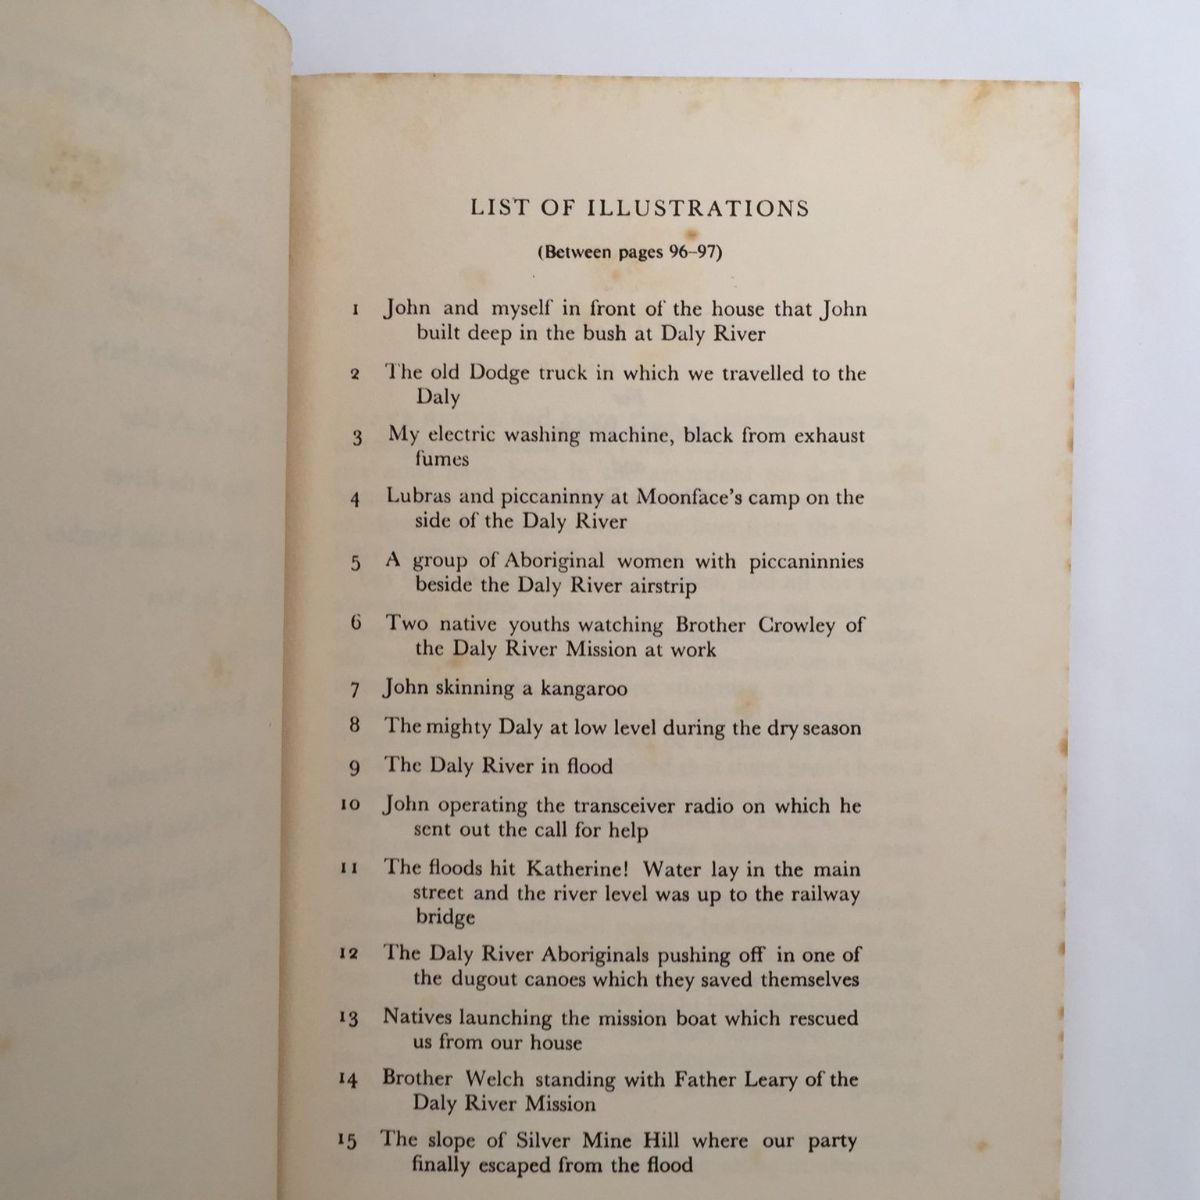 LIST OF ILLUSTRATIONS
(Between pages 96–97)
1 John and myself in front of the house that John
built deep in the bush at Daly River
2 The old Dodge truck in which we travelled to the
Daly
3 My electric washing machine, black from exhaust
fumes
4 Lubras and piccaninny at Moonface's camp on the
side of the Daly River
5 A group of Aboriginal women with piccaninnies
beside the Daly River airstrip
6 Two native youths watching Brother Crowley of
the Daly River Mission at work
7 John skinning a kangaroo
8 The mighty Daly at low level during the dry season
9 The Daly River in flood
10 John operating the transceiver radio on which he
sent out the call for help
11 The floods hit Katherine! Water lay in the main
street and the river level was up to the railway
bridge
12 The Daly River Aboriginals pushing off in one of
the dugout canoes which they saved themselves
13 Natives launching the mission boat which rescued
us from our house
14 Brother Welch standing with Father Leary of the
Daly River Mission
15 The slope of Silver Mine Hill where our party
finally escaped from the flood